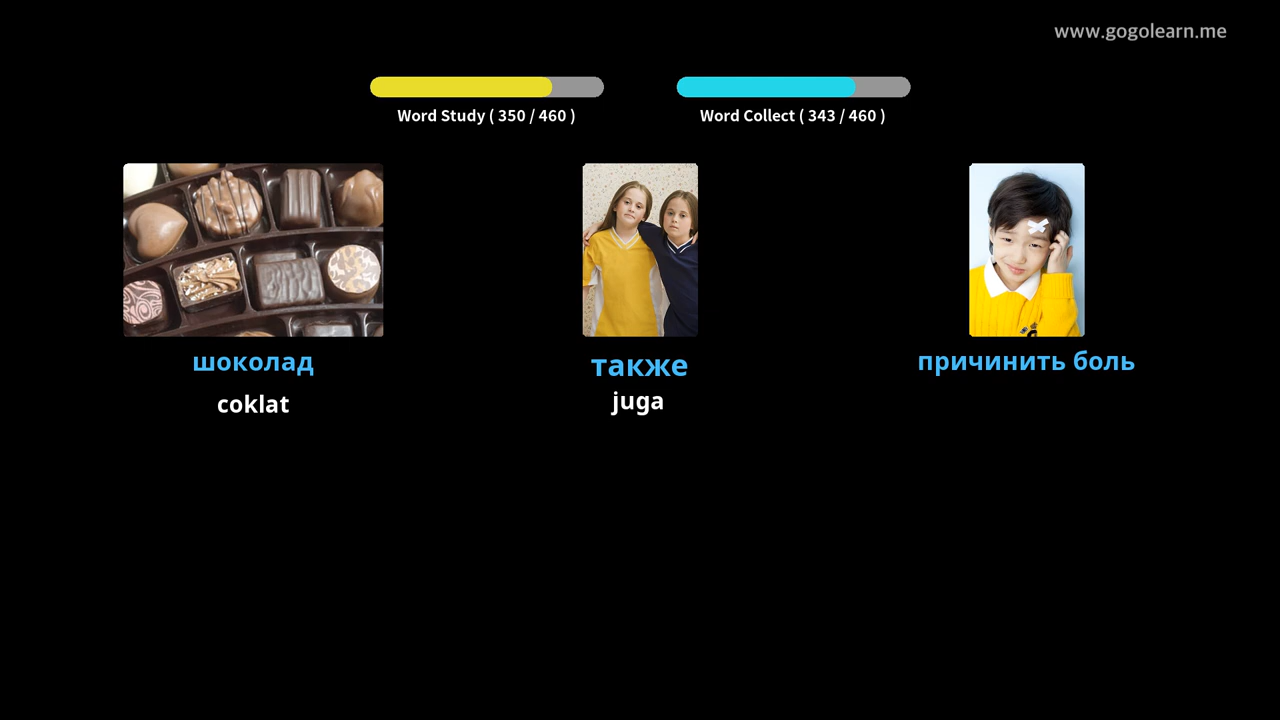 www.gogolearn.me
Word Study ( 350 / 460 )
Word Collect ( 343 / 460 )
шоколад
coklat
также
juga
причинить боль